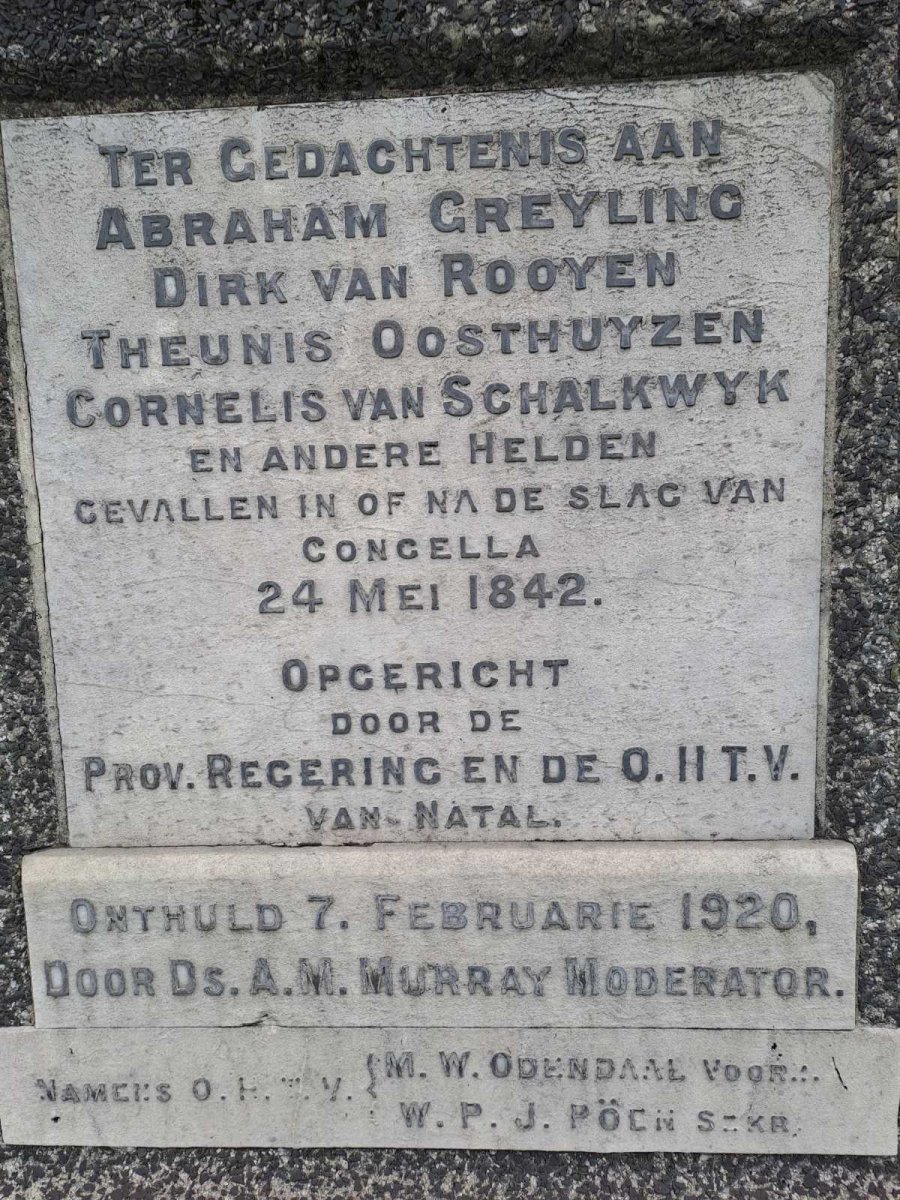 TER GEDACHTENIS AAN
ABRAHAM GREYLING
DIRK VAN ROOYEN
THEUNIS OOSTHUYZEN
CORNELIS VAN SCHALKWYK
EN ANDERE HELDEN
GEVALLEN IN OF NA DE SLAG VAN
CONGELLA
24 MEI 1842.
OPGERICHT
DOOR DE
PROV. REGERING EN DE O.H.T.V.
VAN NATAL.
ONTHULD 7. FEBRUARIE 1920,
DOOR DS. A. M. MURRAY MODERATOR.
NAMENS O. H. T. V. { M. W. ODENDAAL VOORZ.
W. P. J. PÖEN SEKR.